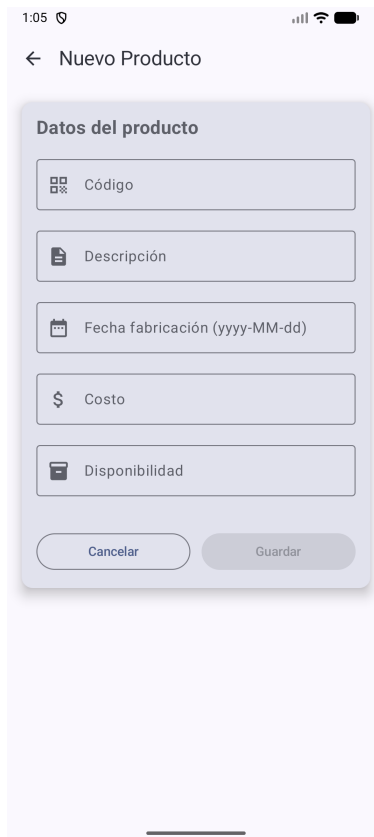 1:05
Nuevo Producto
Datos del producto
Código
Descripción
Fecha fabricación (yyyy-MM-dd)
$ Costo
Disponibilidad
Cancelar Guardar